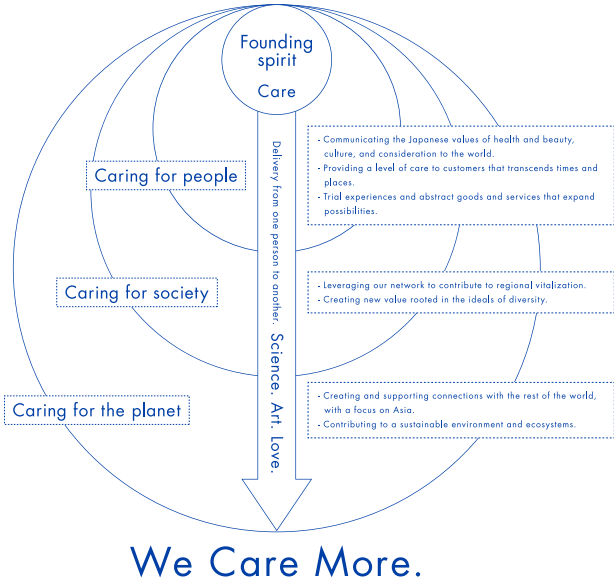 Founding
spirit
Care
Delivery from one person to another. Science. Art. Love.
Caring for people
- Communicating the Japanese values of health and beauty,
culture, and consideration to the world.
- Providing a level of care to customers that transcends times and
places.
- Trial experiences and abstract goods and services that expand
possibilities.
Caring for society
- Leveraging our network to contribute to regional vitalization.
- Creating new value rooted in the ideals of diversity.
Caring for the planet
- Creating and supporting connections with the rest of the world,
with a focus on Asia.
- Contributing to a sustainable environment and ecosystems.
We Care More.